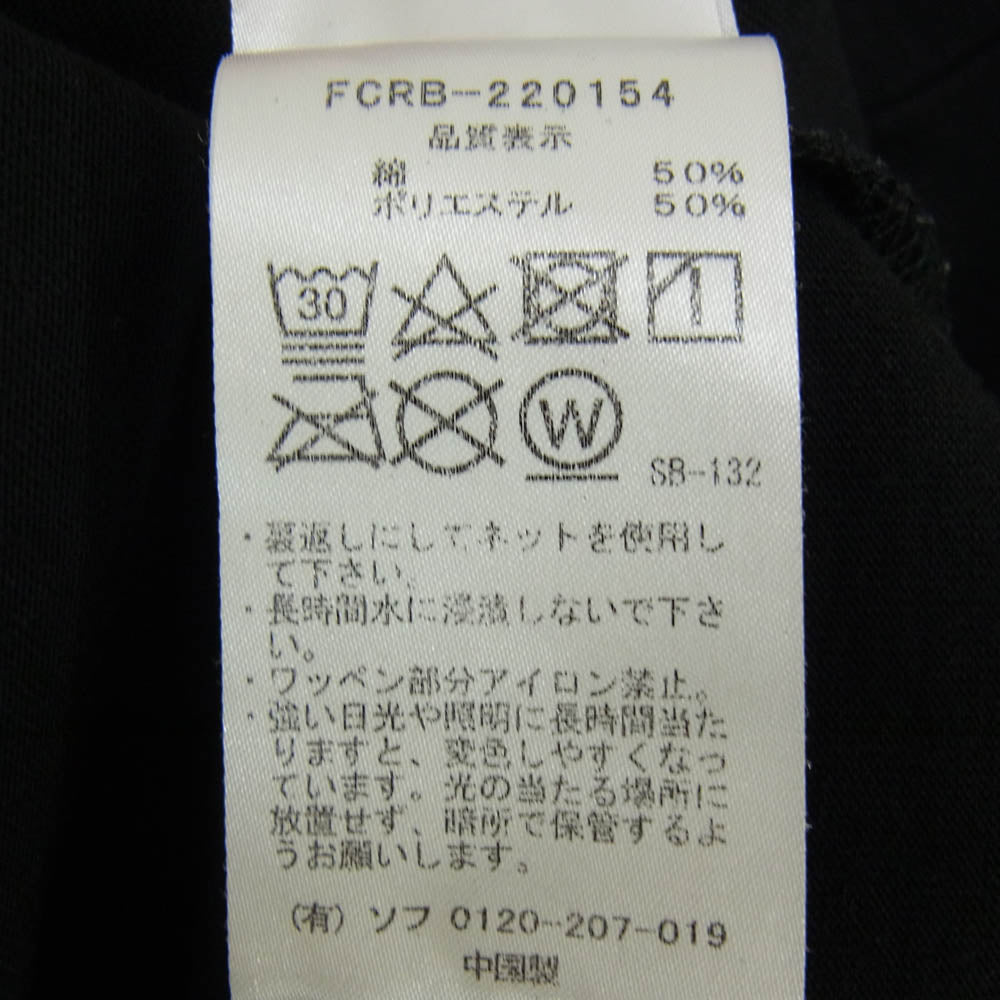 FCRB-220154
品質表示
綿 50%
ポリエステル 50%
30
1
W
SB-132
・裏返しにしてネットを使用し
て下さい。
・長時間水に浸漬しないで下さ
い。
・ワッペン部分アイロン禁止。
・強い日光や照明に長時間当た
りますと、変色しやすくなっ
ています。光の当たる場所に
放置せず、暗所で保管するよ
うお願いします。
(有) ソフ 0120-207-019
中国製